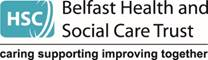 HSC
Belfast Health and
Social Care Trust
caring supporting improving together